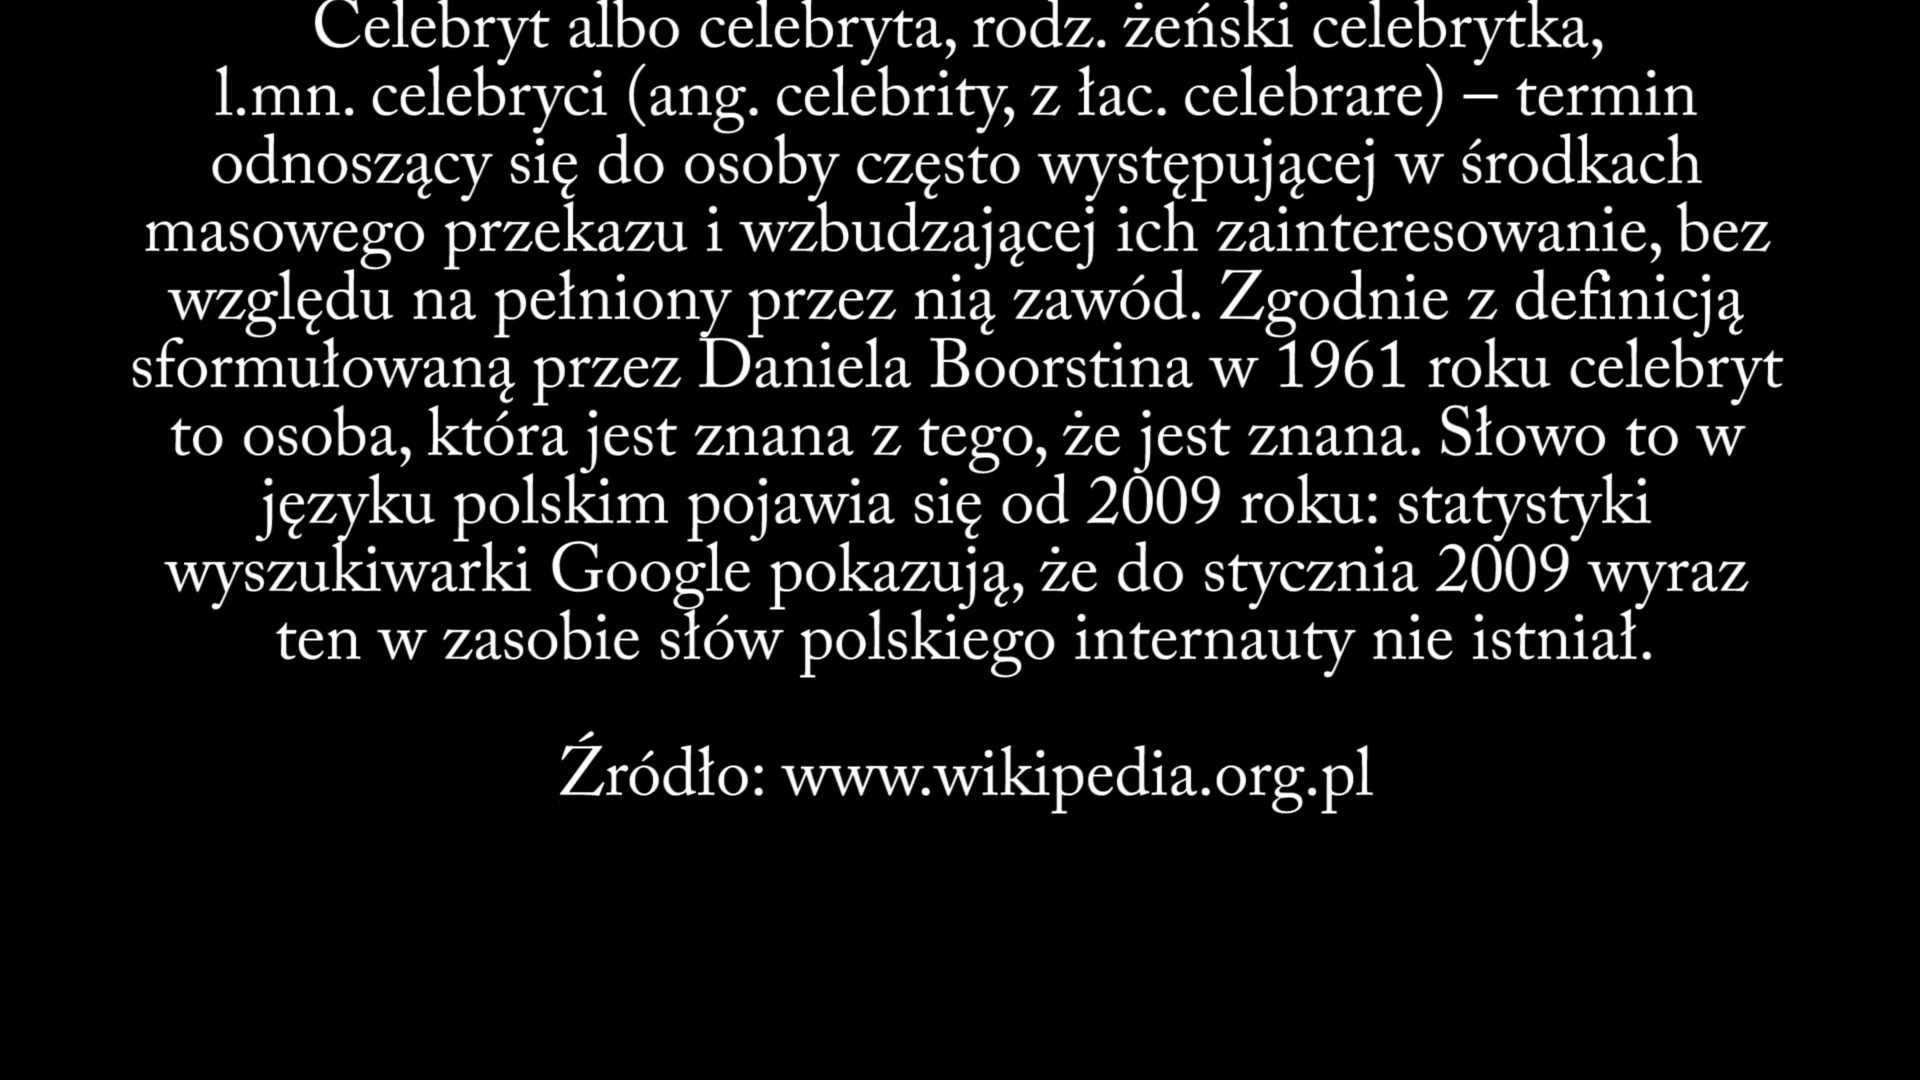 Celebryt albo celebryta, rodz. żeński celebrytka,
l.mn. celebryci (ang. celebrity, z łac. celebrare) – termin
odnoszący się do osoby często występującej w środkach
masowego przekazu i wzbudzającej ich zainteresowanie, bez
względu na pełniony przez nią zawód. Zgodnie z definicją
sformułowaną przez Daniela Boorstina w 1961 roku celebryt
to osoba, która jest znana z tego, że jest znana. Słowo to w
języku polskim pojawia się od 2009 roku: statystyki
wyszukiwarki Google pokazują, że do stycznia 2009 wyraz
ten w zasobie słów polskiego internauty nie istniał.
Źródło: www.wikipedia.org.pl